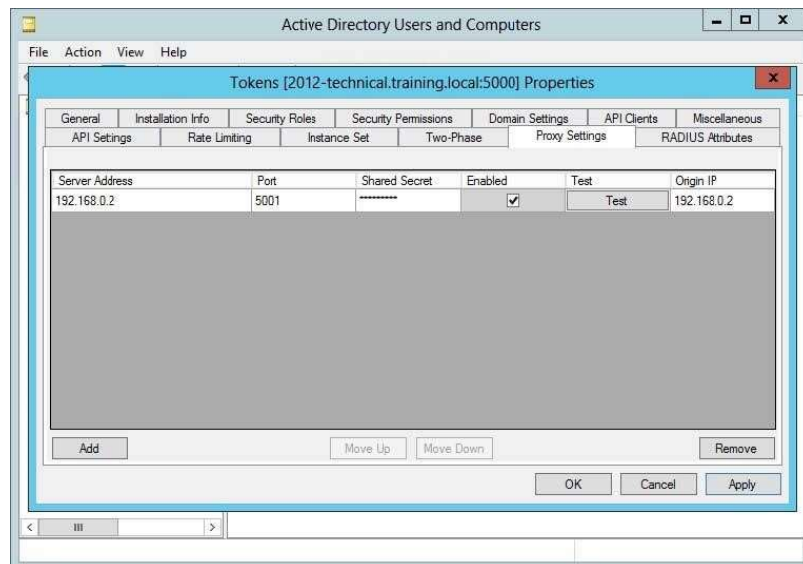 Active Directory Users and Computers
File Action View Help
Tokens [2012-technical.training.local:5000] Properties
General Installation Info Security Roles Security Permissions Domain Settings API Clients Miscellaneous
API Settings Rate Limiting Instance Set Two-Phase Proxy Settings RADIUS Attributes
Server Address Port Shared Secret Enabled Test Origin IP
192.168.0.2 5001 ********* Test 192.168.0.2
Add Move Up Move Down Remove
OK Cancel Apply